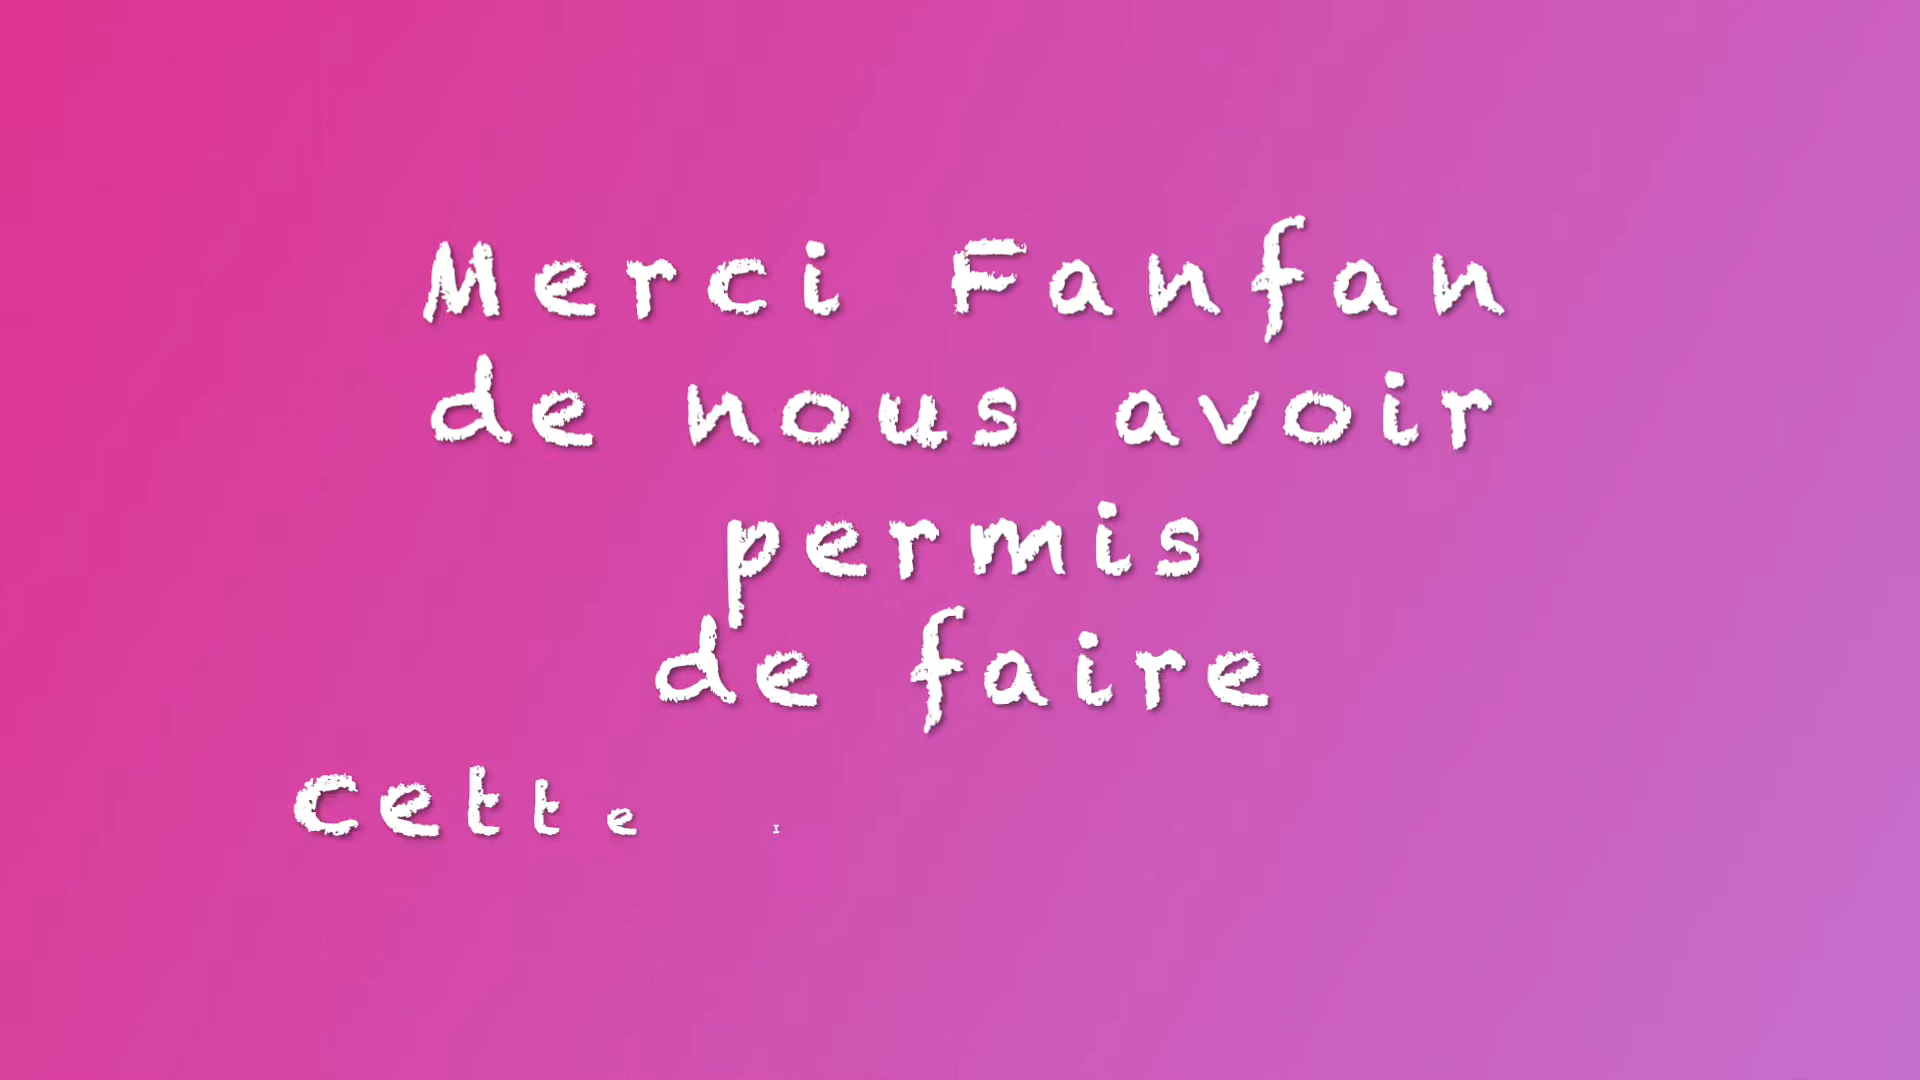 Merci Fanfan
de nous avoir
permis
de faire
Cette